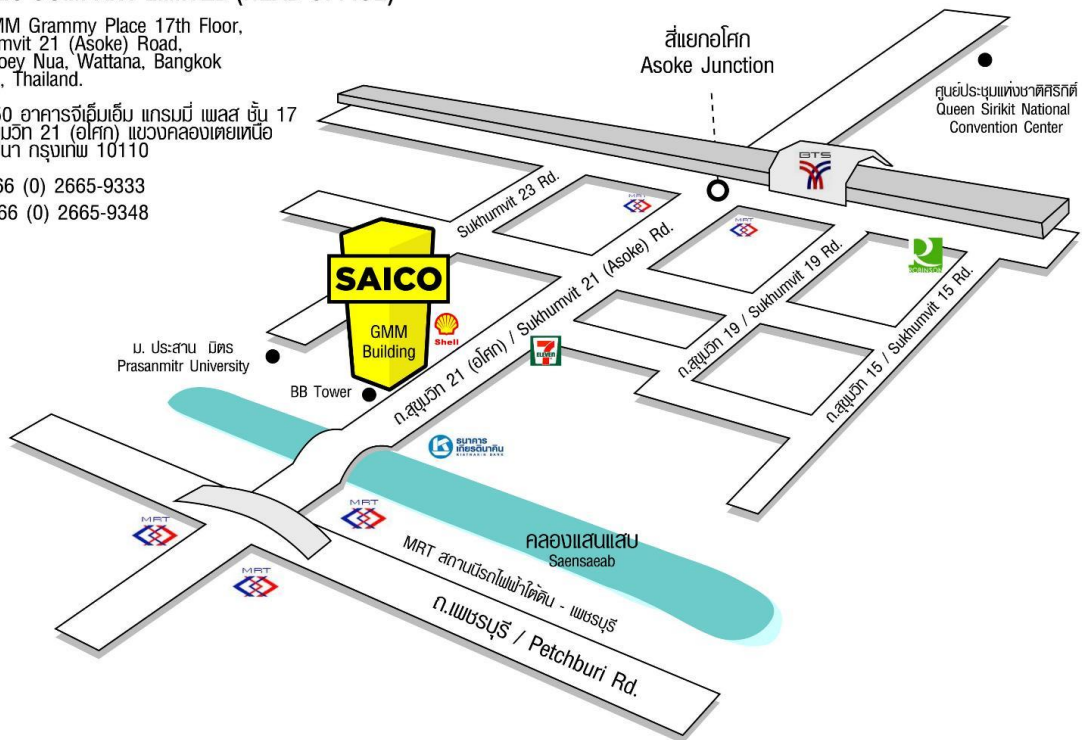 (HEAD OFFICE)
GMM Grammy Place 17th Floor,
Sukhumvit 21 (Asoke) Road,
Klongtoey Nua, Wattana, Bangkok
Thailand.
50 อาคารจีเอ็มเอ็ม แกรมมี่ เพลส ชั้น 17
21 (อโศก) แขวงคลองเตยเหนือ
กรุงเทพ 10110
66 (0) 2665-9333
66 (0) 2665-9348
สี่แยกอโศก
Asoke Junction
ศูนย์ประชุมแห่งชาติศิริกิติ์
Queen Sirikit National
Convention Center
BTS
Sukhumvit 23 Rd.
ROBINSON
SAICO
GMM
Building
Shell
ถ.สุขุมวิท 21 (อโศก) / Sukhumvit 21 (Asoke) Rd.
ถ.สุขุมวิท 19 / Sukhumvit 19 Rd.
ถ.สุขุมวิท 15 / Sukhumvit 15 Rd.
7
ELEVEN
ม. ประสาน มิตร
Prasanmitr University
BB Tower
ธนาคาร
เกียรตินาคิน
KIATNAKIN BANK
MRT
MRT
MRT
คลองแสนแสบ
Saensaeab
MRT สถานนีรถไฟฟ้าใต้ดิน - เพชรบุรี
ถ.เพชรบุรี / Petchburi Rd.